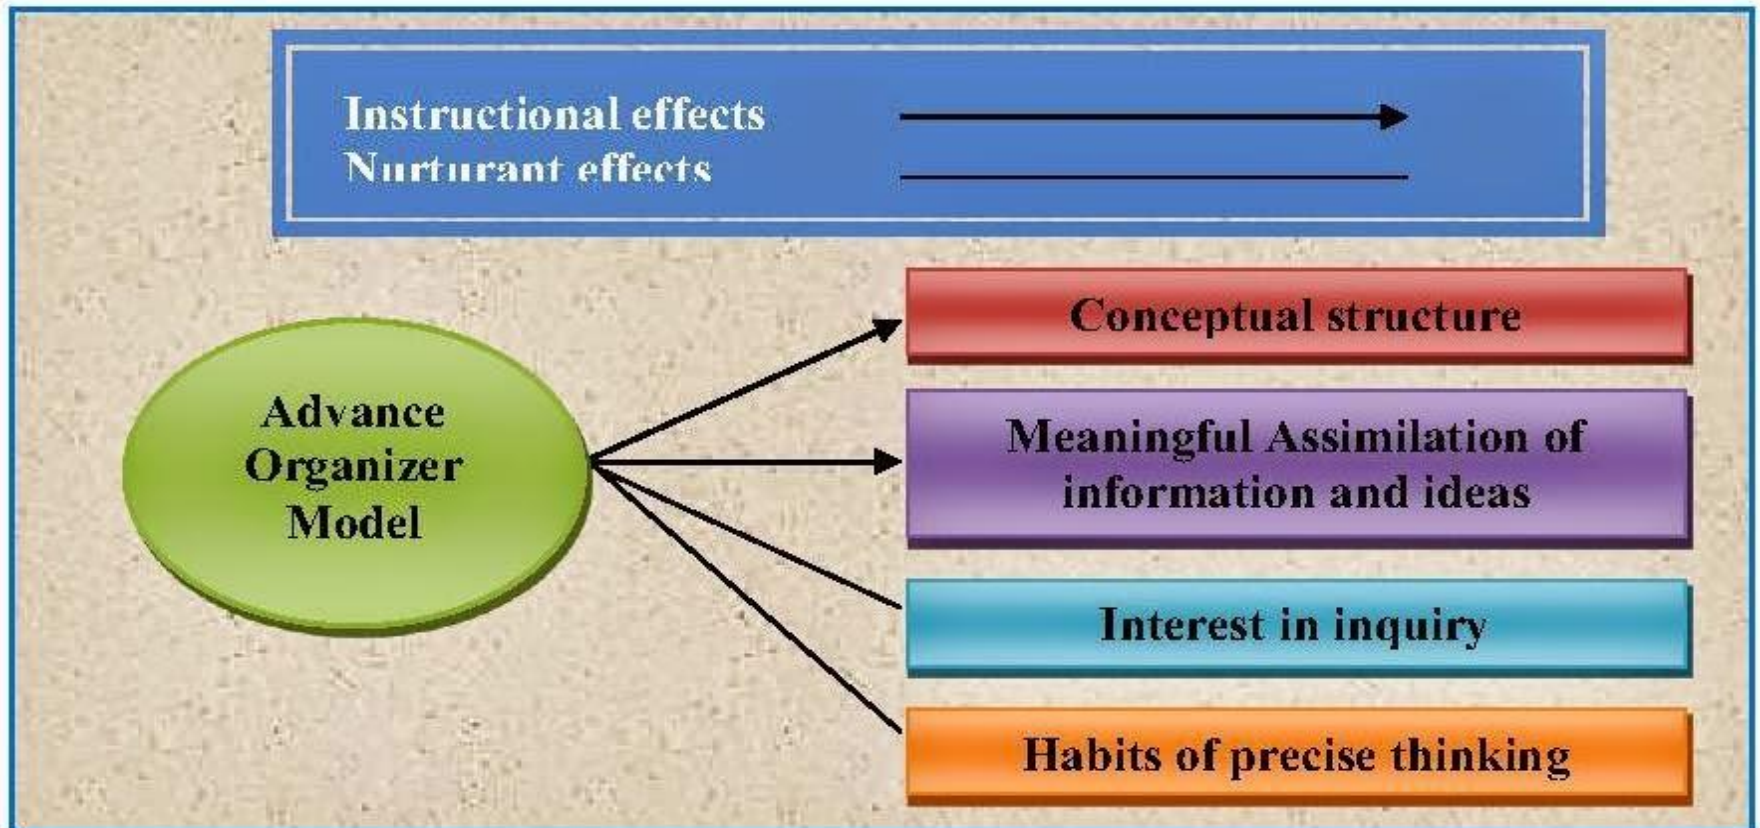 Instructional effects
Nurturant effects
Advance
Organizer
Model
Conceptual structure
Meaningful Assimilation of
information and ideas
Interest in inquiry
Habits of precise thinking